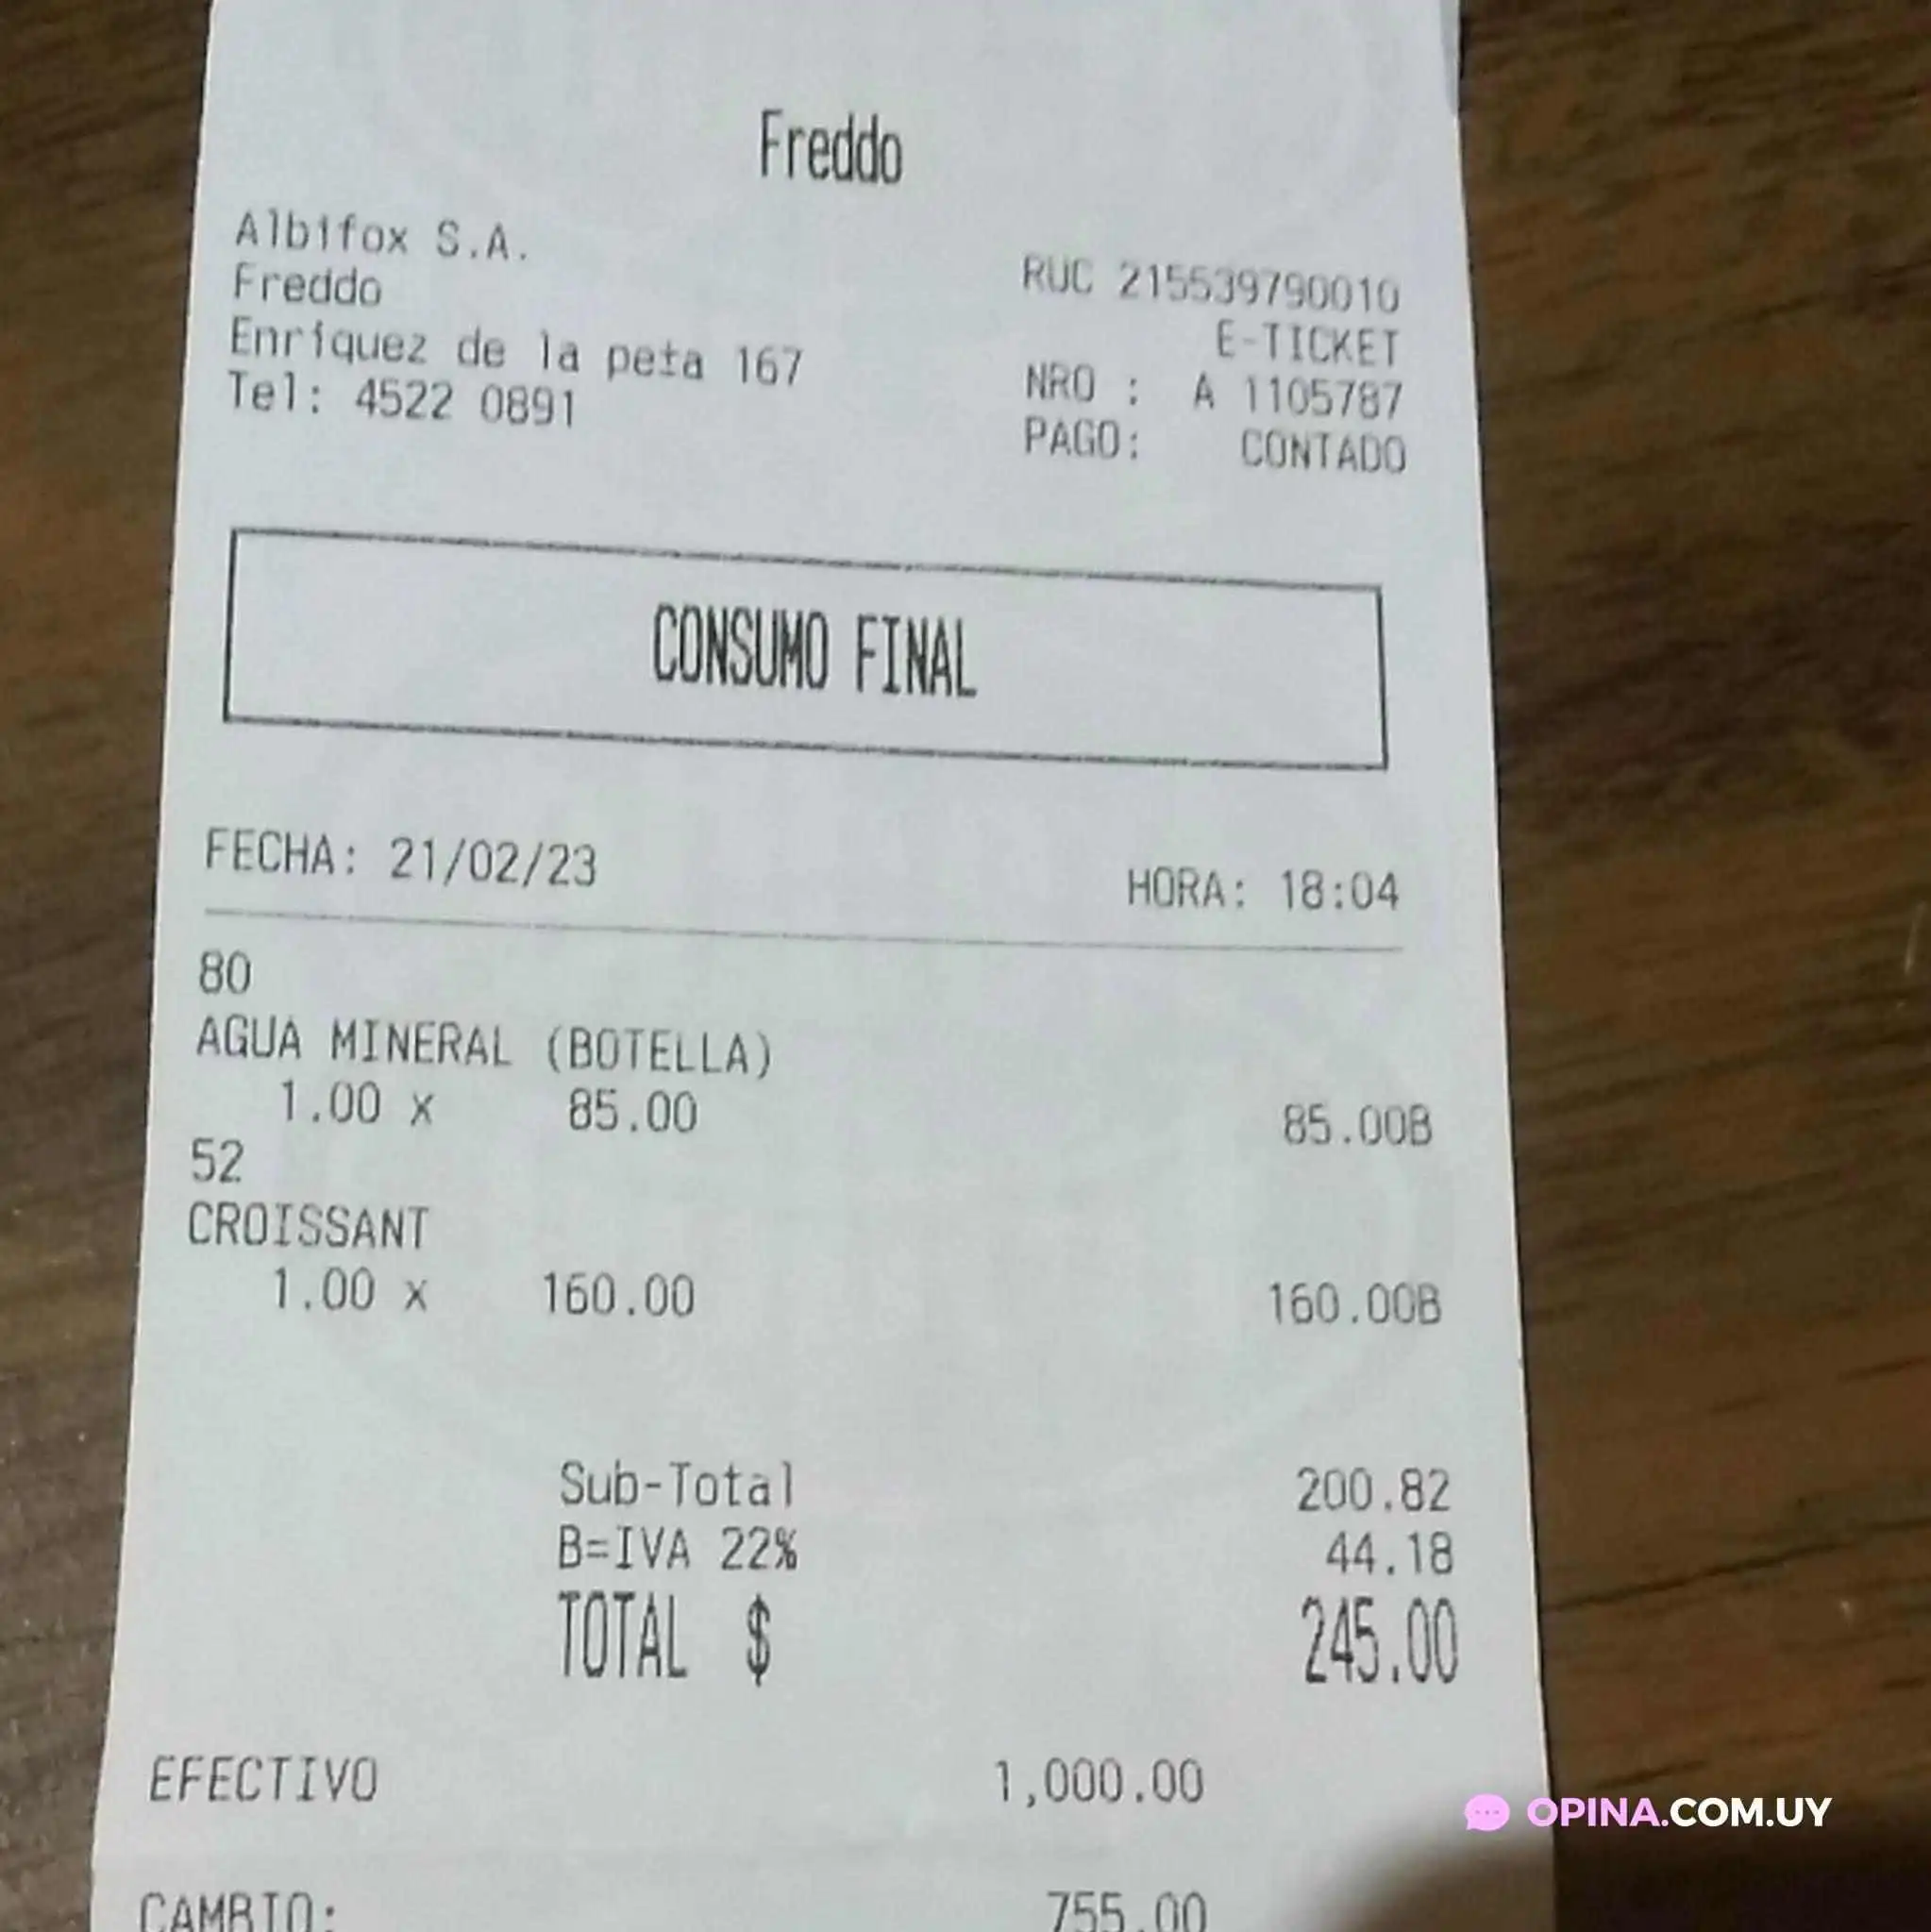 Freddo
Albifox S.A.
Freddo
Enríquez de la peña 167
Tel: 4522 0891
RUC 215539790010
E-TICKET
NRO : A 1105787
PAGO: CONTADO
CONSUMO FINAL
FECHA: 21/02/23 HORA: 18:04
80
AGUA MINERAL (BOTELLA)
1.00 x 85.00 85.00B
52
CROISSANT
1.00 x 160.00 160.00B
Sub-Total 200.82
B=IVA 22% 44.18
TOTAL $ 245.00
EFECTIVO 1,000.00
CAMBIO: 755.00
OPINA.COM.UY